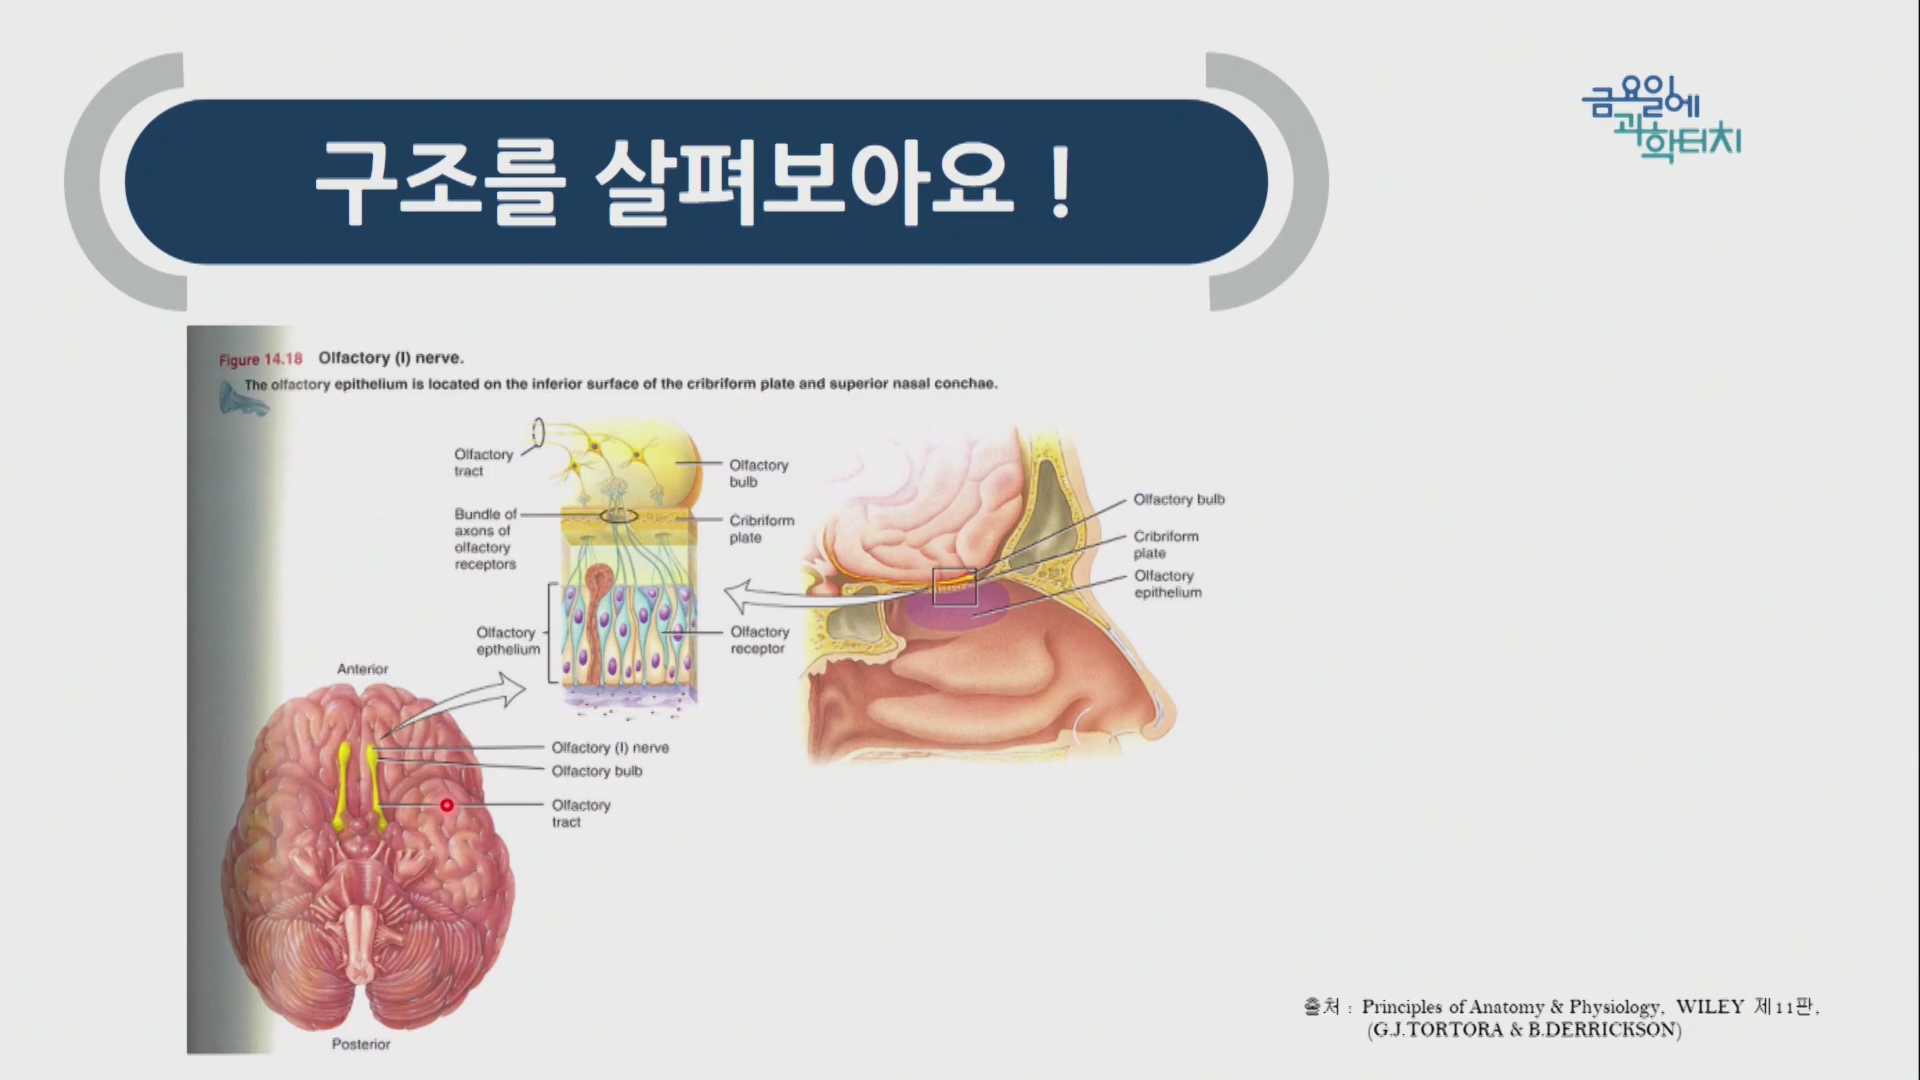 구조를 살펴보아요 !
금요일에
과학터치
Figure 14.18 Olfactory (I) nerve.
The olfactory epithelium is located on the inferior surface of the cribriform plate and superior nasal conchae.
Olfactory
tract
Bundle of
axons of
olfactory
receptors
Olfactory
epthelium
Olfactory
bulb
Cribriform
plate
Olfactory
receptor
Olfactory bulb
Cribriform
plate
Olfactory
epithelium
Anterior
Olfactory (I) nerve
Olfactory bulb
Olfactory
tract
Posterior
출처 : Principles of Anatomy & Physiology, WILEY 제11판,
(G.J.TORTORA & B.DERRICKSON)